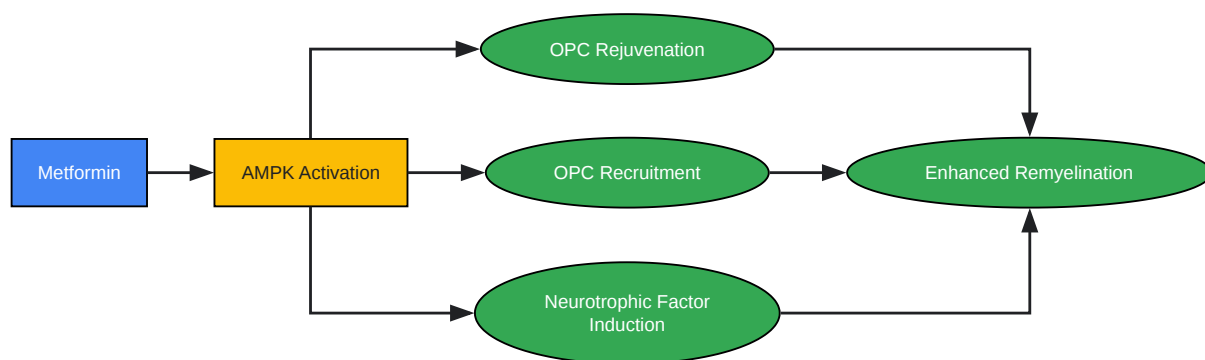 OPC Rejuvenation
Metformin
AMPK Activation
OPC Recruitment
Enhanced Remyelination
Neurotrophic Factor
Induction